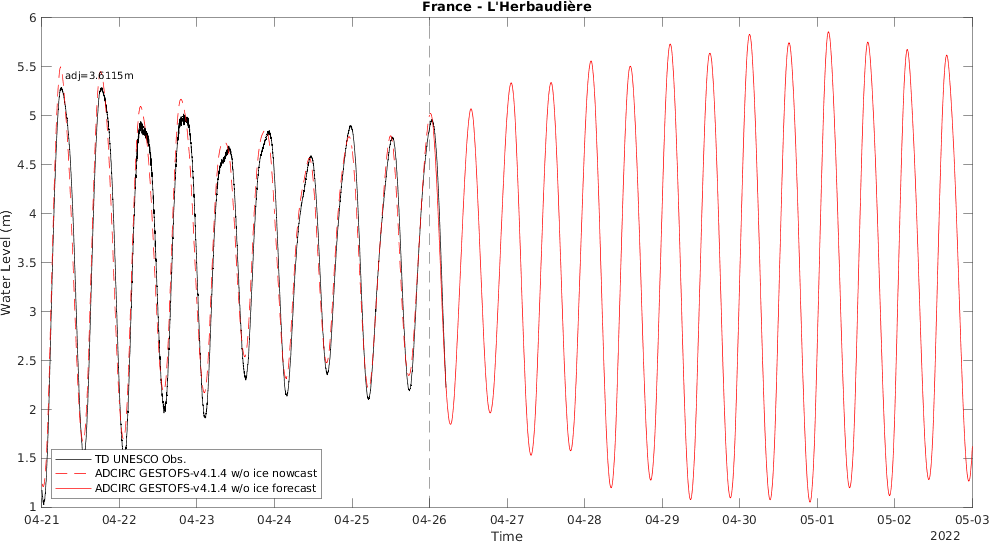 France - L'Herbaudière
adj=3.6115m
Water Level (m)
6
5.5
5
4.5
4
3.5
3
2.5
2
1.5
1
TD UNESCO Obs.
ADCIRC GESTOFS-v4.1.4 w/o ice nowcast
ADCIRC GESTOFS-v4.1.4 w/o ice forecast
04-21 04-22 04-23 04-24 04-25 04-26 04-27 04-28 04-29 04-30 05-01 05-02 05-03
Time
2022